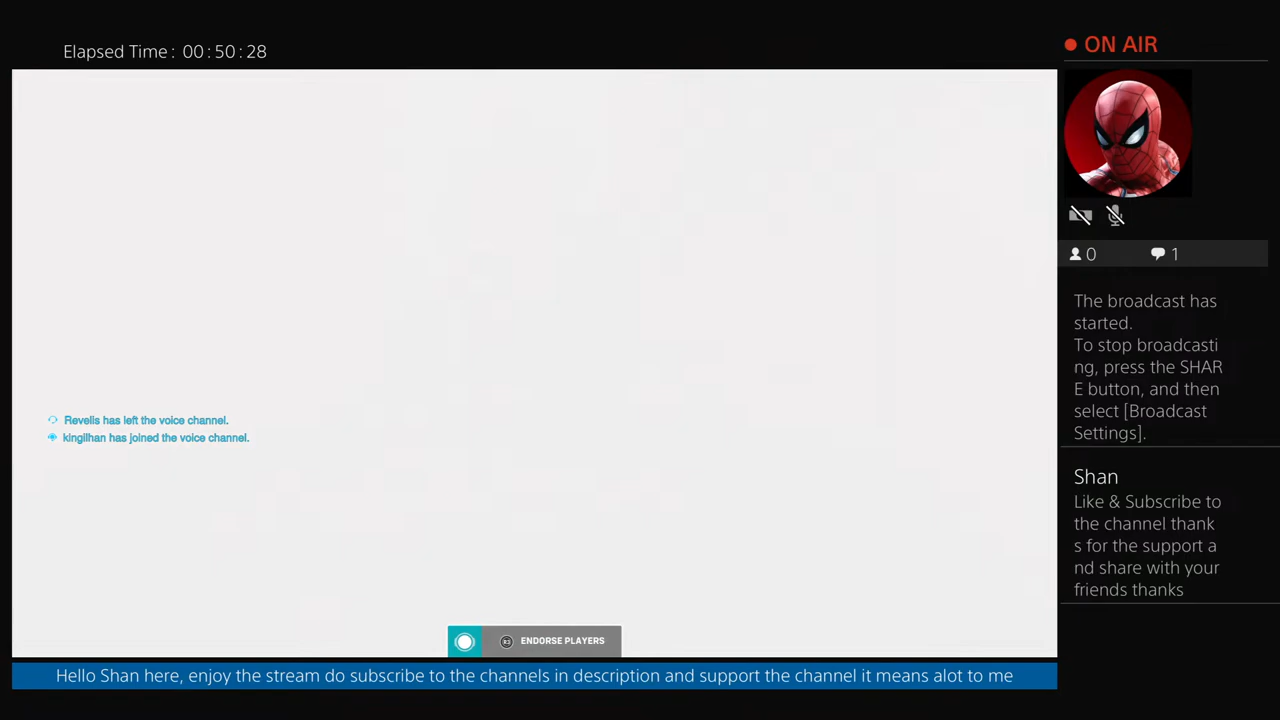 Elapsed Time: 00:50:28
ON AIR
0 1
The broadcast has
started.
To stop broadcasti
ng, press the SHAR
E button, and then
select [Broadcast
Settings].
Shan
Like & Subscribe to
the channel thank
s for the support a
nd share with your
friends thanks
Revelis has left the voice channel.
kingilhan has joined the voice channel.
R3 ENDORSE PLAYERS
Hello Shan here, enjoy the stream do subscribe to the channels in description and support the channel it means alot to me